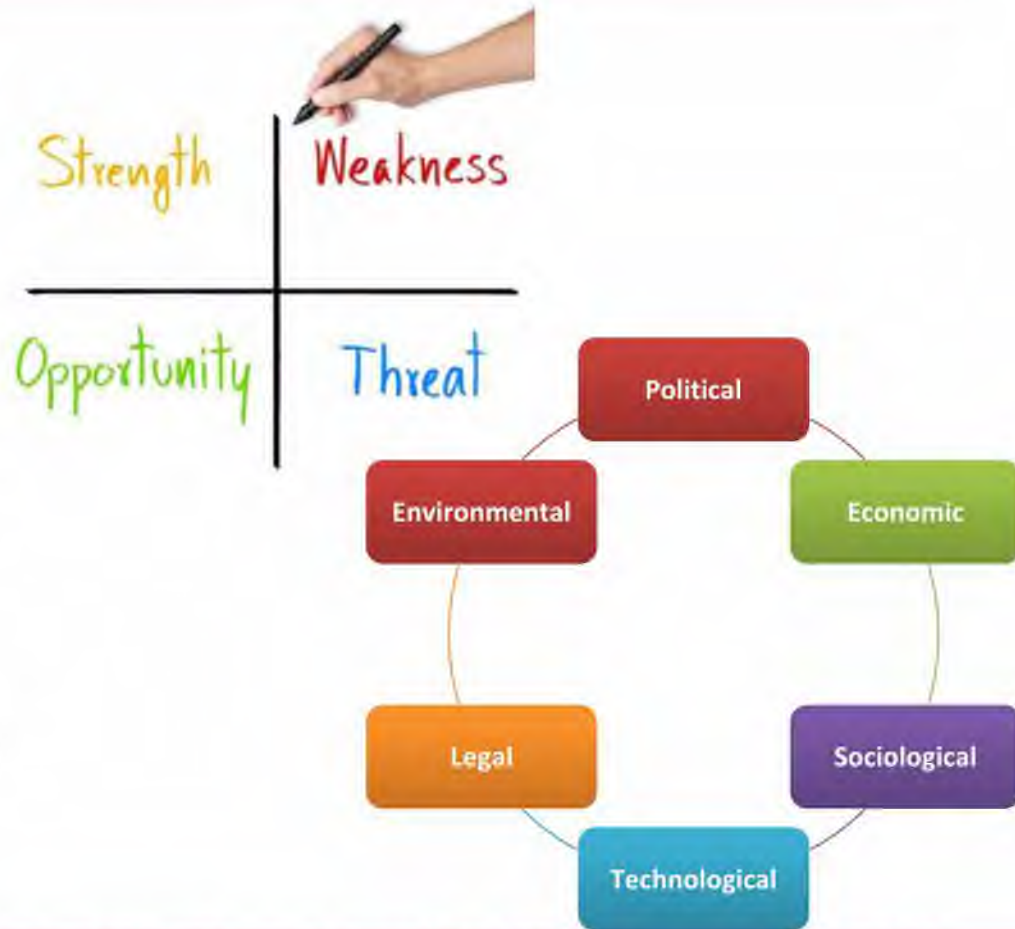 Strength
Weakness
Opportunity
Threat
Political
Environmental
Economic
Legal
Sociological
Technological